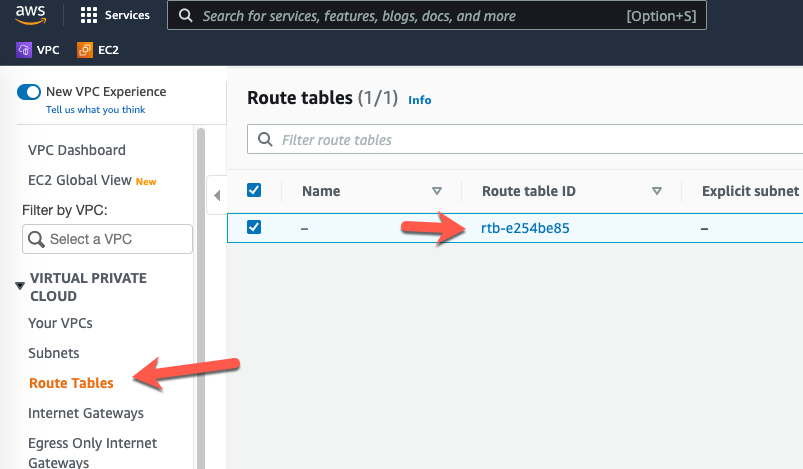 aws
Services
Search for services, features, blogs, docs, and more
[Option+S]
VPC
EC2
New VPC Experience
Tell us what you think
VPC Dashboard
EC2 Global View New
Filter by VPC:
Select a VPC
VIRTUAL PRIVATE
CLOUD
Your VPCs
Subnets
Route Tables
Internet Gateways
Egress Only Internet
Gateways
Route tables (1/1) Info
Filter route tables
Name
Route table ID
Explicit subnet
–
rtb-e254be85
–